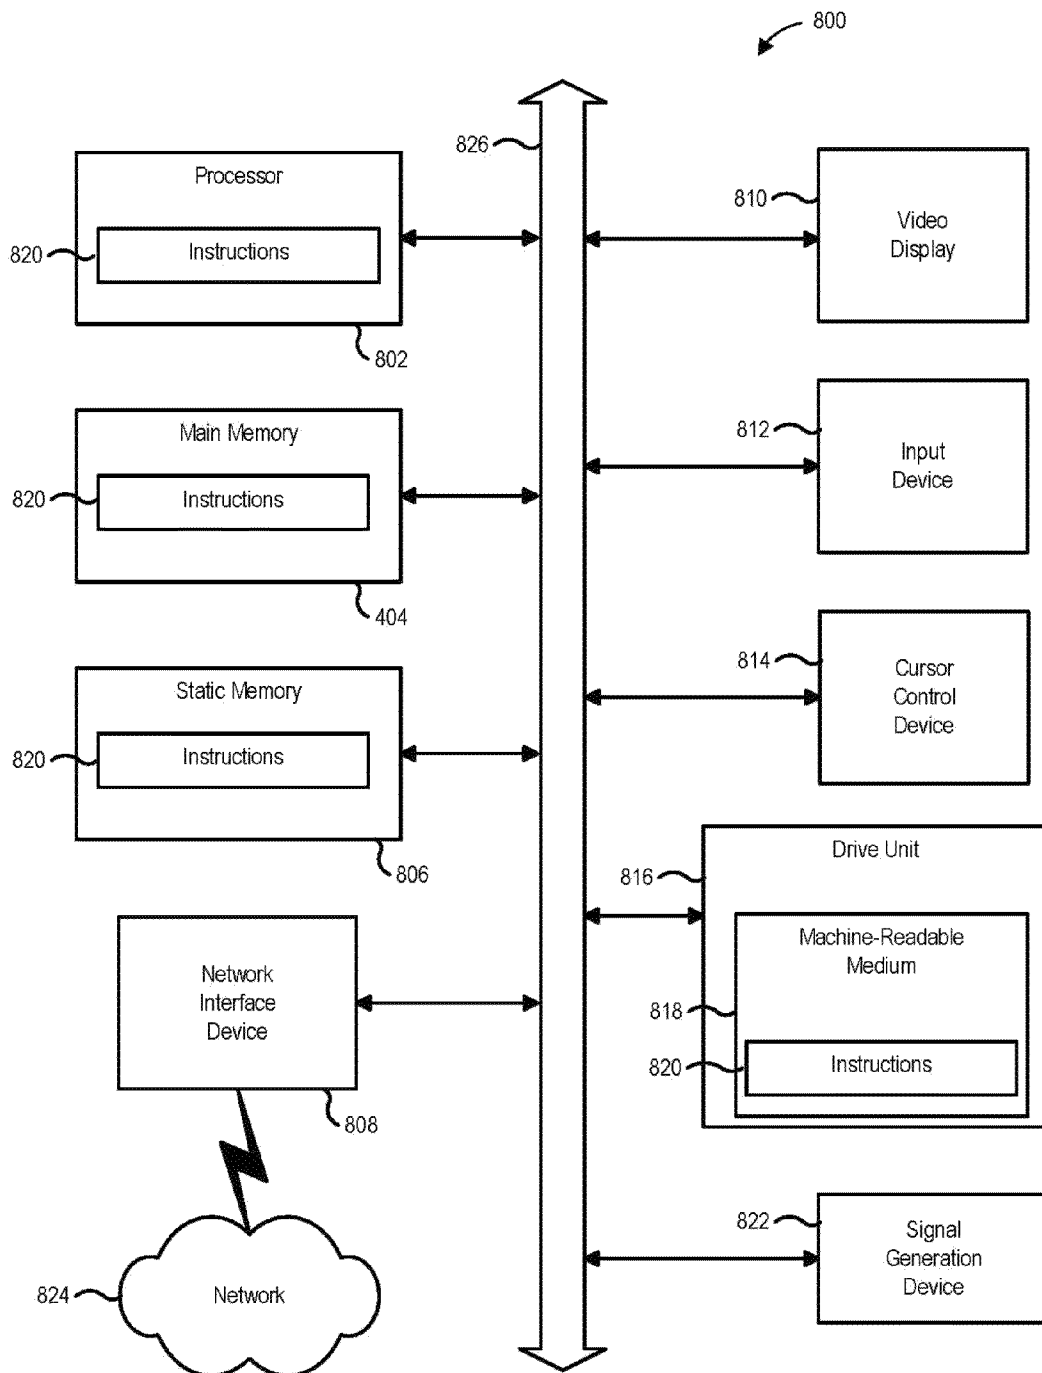 800
826
Processor
820
Instructions
802
810
Video
Display
Main Memory
820
Instructions
404
812
Input
Device
Static Memory
820
Instructions
806
814
Cursor
Control
Device
Drive Unit
816
Machine-Readable
Medium
818
820
Instructions
Network
Interface
Device
808
824
Network
822
Signal
Generation
Device